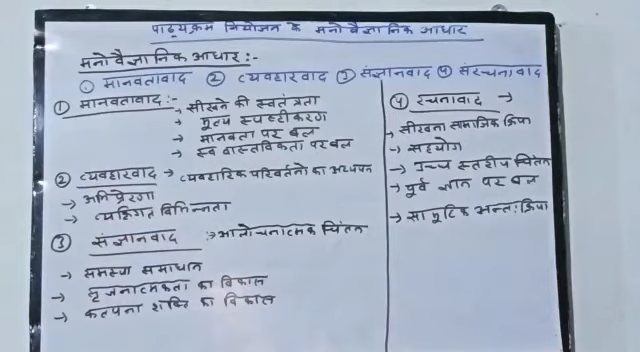 पाठ्यक्रम नियोजन के मनोवैज्ञानिक आधार
मनोवैज्ञानिक आधार:-
① मानवतावाद ② व्यवहारवाद ③ संज्ञानवाद ④ संरचनावाद
① मानवतावाद:-
→ सीखने की स्वतंत्रता
→ मूल्य स्पष्टीकरण
→ मानवता पर बल
→ स्व वास्तविकता पर बल
② व्यवहारवाद → व्यवहारिक परिवर्तनो का अध्ययन
→ अभिप्रेरणा
→ व्यक्तिगत विभिन्नता
③ संज्ञानवाद :→ आलोचनात्मक चिंतन
→ समस्या समाधान
→ सृजनात्मकता का विकास
→ कल्पना शक्ति का विकास
④ रचनावाद →
→ सीखना सामाजिक क्रिया
→ सहयोग
→ उच्च स्तरीय चिंतन
→ पूर्व ज्ञान पर बल
→ सामूहिक अन्तःक्रिया